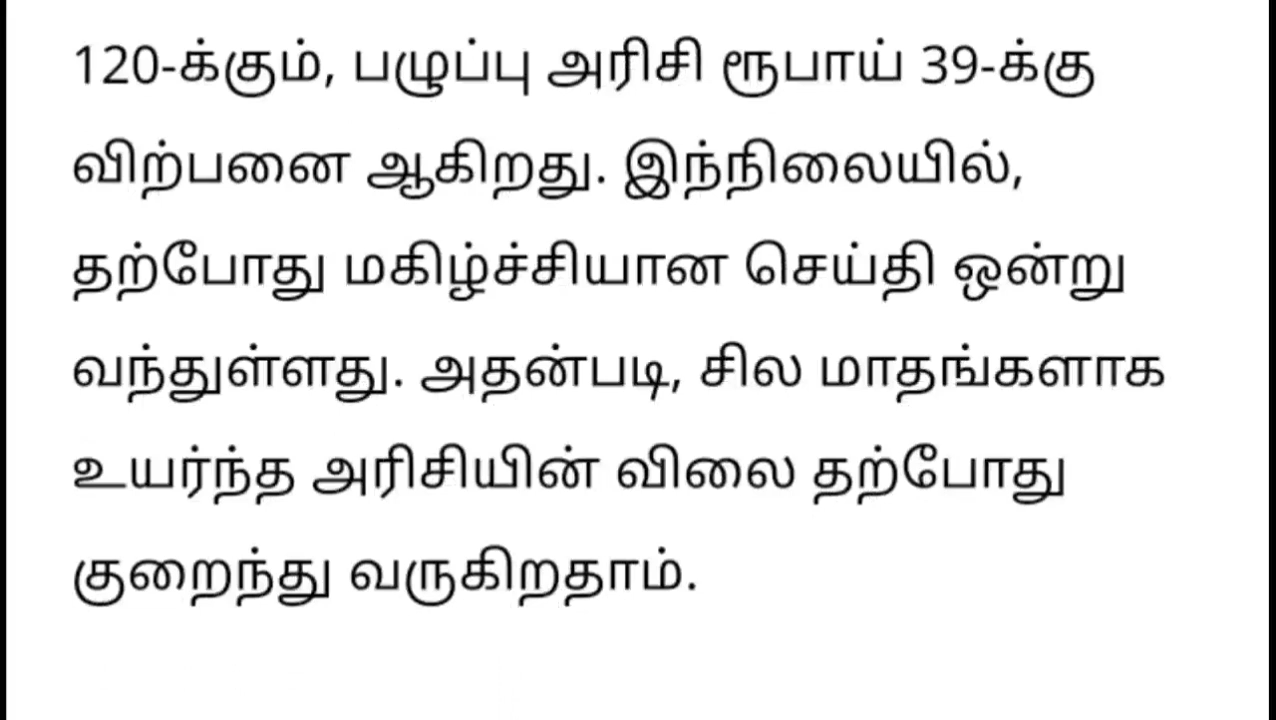 120-க்கும், பழுப்பு அரிசி ரூபாய் 39-க்கு
விற்பனை ஆகிறது. இந்நிலையில்,
தற்போது மகிழ்ச்சியான செய்தி ஒன்று
வந்துள்ளது. அதன்படி, சில மாதங்களாக
உயர்ந்த அரிசியின் விலை தற்போது
குறைந்து வருகிறதாம்.